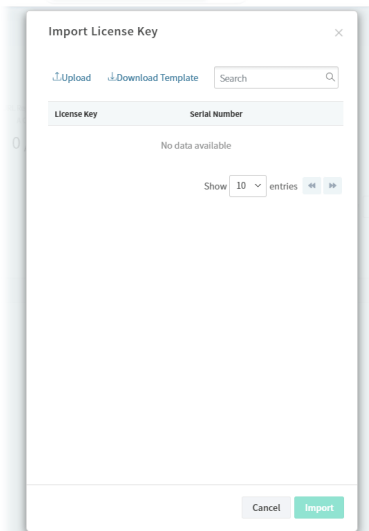 Import License Key
Upload Download Template Search
License Key Serial Number
No data available
Show 10 entries
Cancel Import